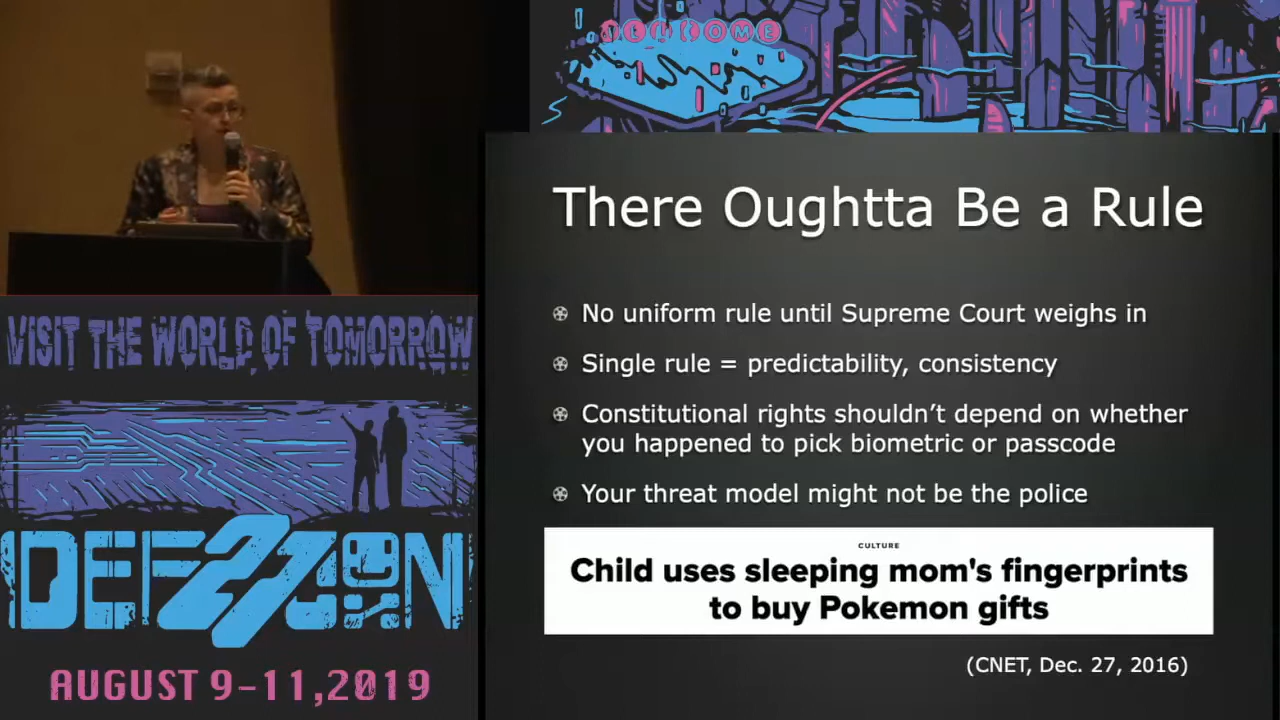 WELCOME
There Oughtta Be a Rule
No uniform rule until Supreme Court weighs in
Single rule = predictability, consistency
Constitutional rights shouldn't depend on whether
you happened to pick biometric or passcode
Your threat model might not be the police
CULTURE
Child uses sleeping mom's fingerprints
to buy Pokemon gifts
(CNET, Dec. 27, 2016)
VISIT THE WORLD OF TOMORROW
DEF27CON
AUGUST 9-11,2019